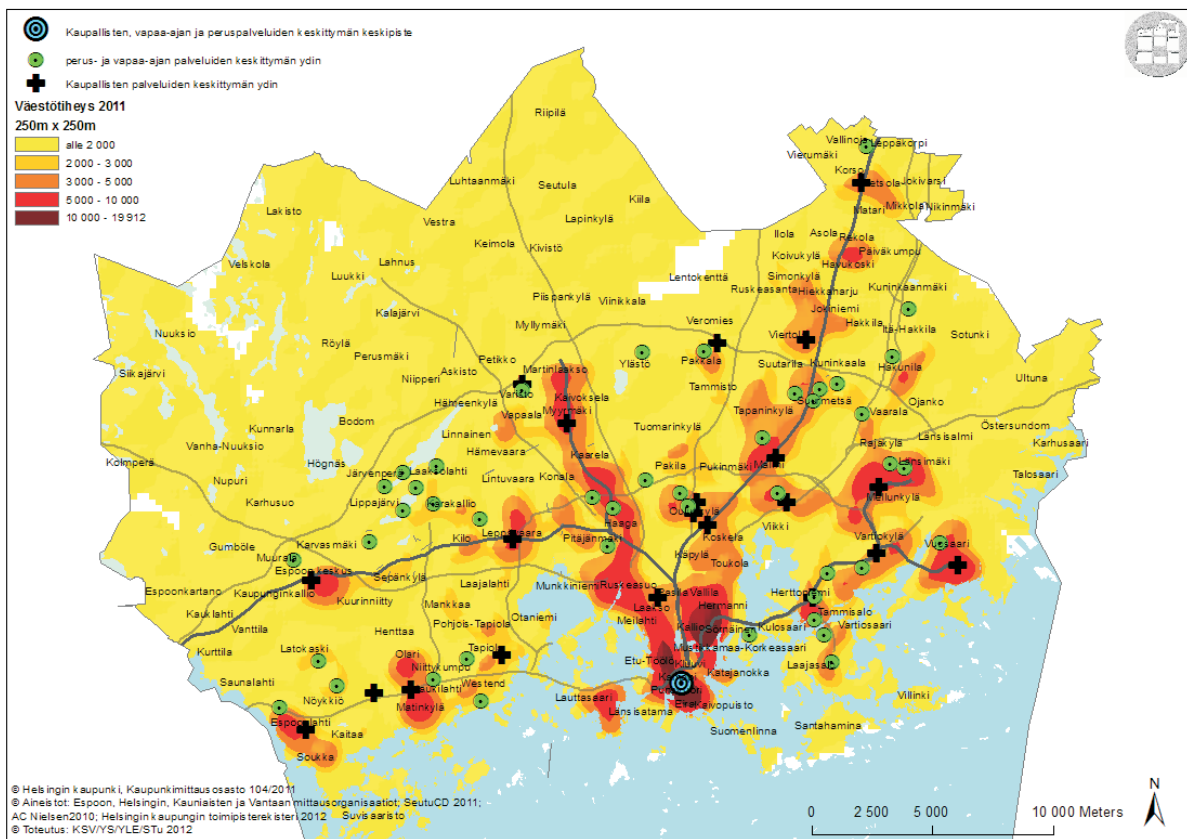 Kaupallisten, vapaa-ajan ja peruspalveluiden keskittymän keskipiste
perus- ja vapaa-ajan palveluiden keskittymän ydin
Kaupallisten palveluiden keskittymän ydin
Väestötiheys 2011
250m x 250m
alle 2 000
2 000 - 3 000
3 000 - 5 000
5 000 - 10 000
10 000 - 19 912
Riipilä
Vallinoja
Leppäkorpi
Vierumäki
Korso
Luhtaanmäki
Seutula
Jokivarsi
Kiila
Mikkola
Nikinmäki
Matari
Lakisto
Vestra
Lapinkylä
Keimola
Kivistö
Ilola
Asola
Rekola
Koivukylä
Päiväkumpu
Velskola
Lahnus
Luukki
Havukoski
Lentokenttä
Simonkylä
Ruskeasanta
Hiekkaharju
Kuninkaanmäki
Piispankylä
Viinikkala
Jokiniemi
Kalajärvi
Myllymäki
Veromies
Hakkila
Itä-Hakkila
Sotunki
Nuuksio
Röylä
Perusmäki
Petikko
Viertola
Pakkala
Suutarila
Kuninkaala
Siikajärvi
Askisto
Niipperi
Martinlaakso
Ylästö
Hakunila
Ultuna
Tammisto
Varisto
Kaivoksela
Hämeenkylä
Vapaala
Myyrmäki
Tapaninkylä
Vaarala
Ojanko
Kunnarla
Bodom
Linnainen
Tuomarinkylä
Länsisalmi
Östersundom
Karhusaari
Vanha-Nuuksio
Hämevaara
Kaarela
Rajakylä
Kolmperä
Högnäs
Järvenperä
Laaksolahti
Lintuvaara
Konala
Pakila
Pukinmäki
Malmi
Länsimäki
Talosaari
Nupuri
Karhusuo
Lippajärvi
Karakallio
Mellunkylä
Haaga
Oulunkylä
Viikki
Gumböle
Karvasmäki
Kilo
Leppävaara
Pitäjänmäki
Koskela
Vartiokylä
Vuosaari
Muurala
Espoon keskus
Sepänkylä
Laajalahti
Käpylä
Toukola
Espoonkartano
Kaupunginkallio
Kuurinniitty
Munkkiniemi
Ruskeasuo
Pasila
Vallila
Herttoniemi
Kauklahti
Mankkaa
Otaniemi
Laakso
Hermanni
Tammisalo
Vanttila
Henttaa
Pohjois-Tapiola
Meilahti
Kallio
Sörnäinen
Kulosaari
Vartiosaari
Kurttila
Latokaski
Olari
Tapiola
Mustikkamaa-Korkeasaari
Niittykumpu
Etu-Töölö
Kluuvi
Laajasalo
Katajanokka
Saunalahti
Nöykkiö
Haukilahti
Westend
Lauttasaari
Villinki
Matinkylä
Länsisatama
Eira
Kaivopuisto
Espoonlahti
Kaitaa
Suomenlinna
Santahamina
Soukka
© Helsingin kaupunki, Kaupunkimittausosasto 104/2011
© Aineistot: Espoon, Helsingin, Kauniaisten ja Vantaan mittausorganisaatiot; SeutuCD 2011;
AC Nielsen2010; Helsingin kaupungin toimipisterekisteri 2012
Suvisaaristo
© Toteutus: KSV/YS/YLE/STu 2012
N
0 2 500 5 000 10 000 Meters